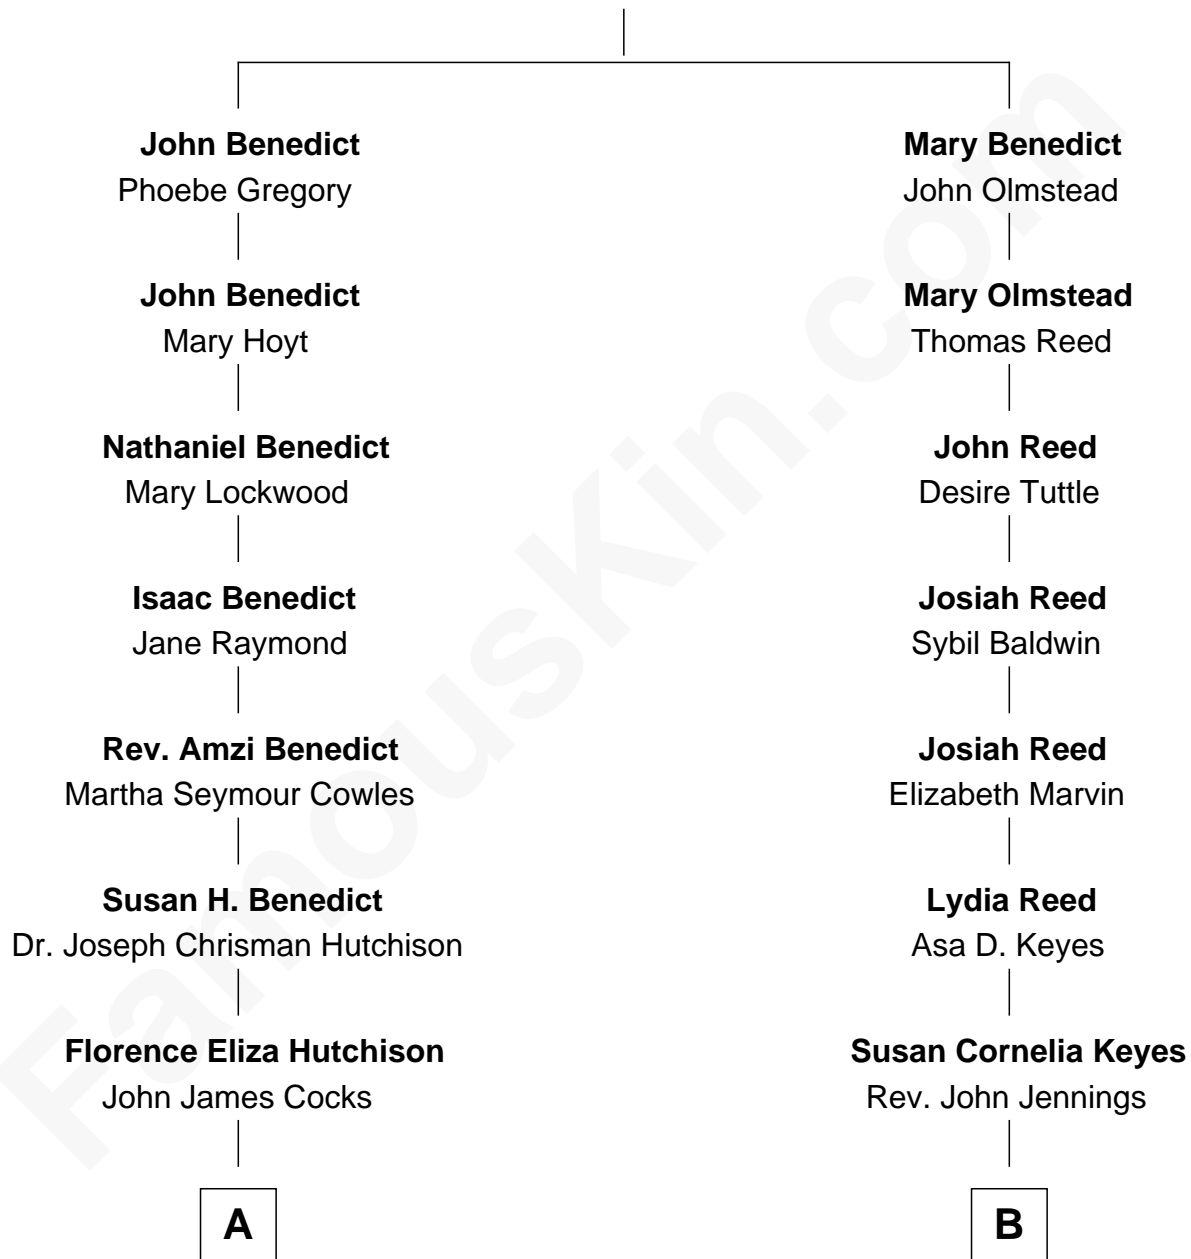 John Benedict
Phoebe Gregory
John Benedict
Mary Hoyt
Nathaniel Benedict
Mary Lockwood
Isaac Benedict
Jane Raymond
Rev. Amzi Benedict
Martha Seymour Cowles
Susan H. Benedict
Dr. Joseph Chrisman Hutchison
Florence Eliza Hutchison
John James Cocks
A
Mary Benedict
John Olmstead
Mary Olmstead
Thomas Reed
John Reed
Desire Tuttle
Josiah Reed
Sybil Baldwin
Josiah Reed
Elizabeth Marvin
Lydia Reed
Asa D. Keyes
Susan Cornelia Keyes
Rev. John Jennings
B
FamousKin.com